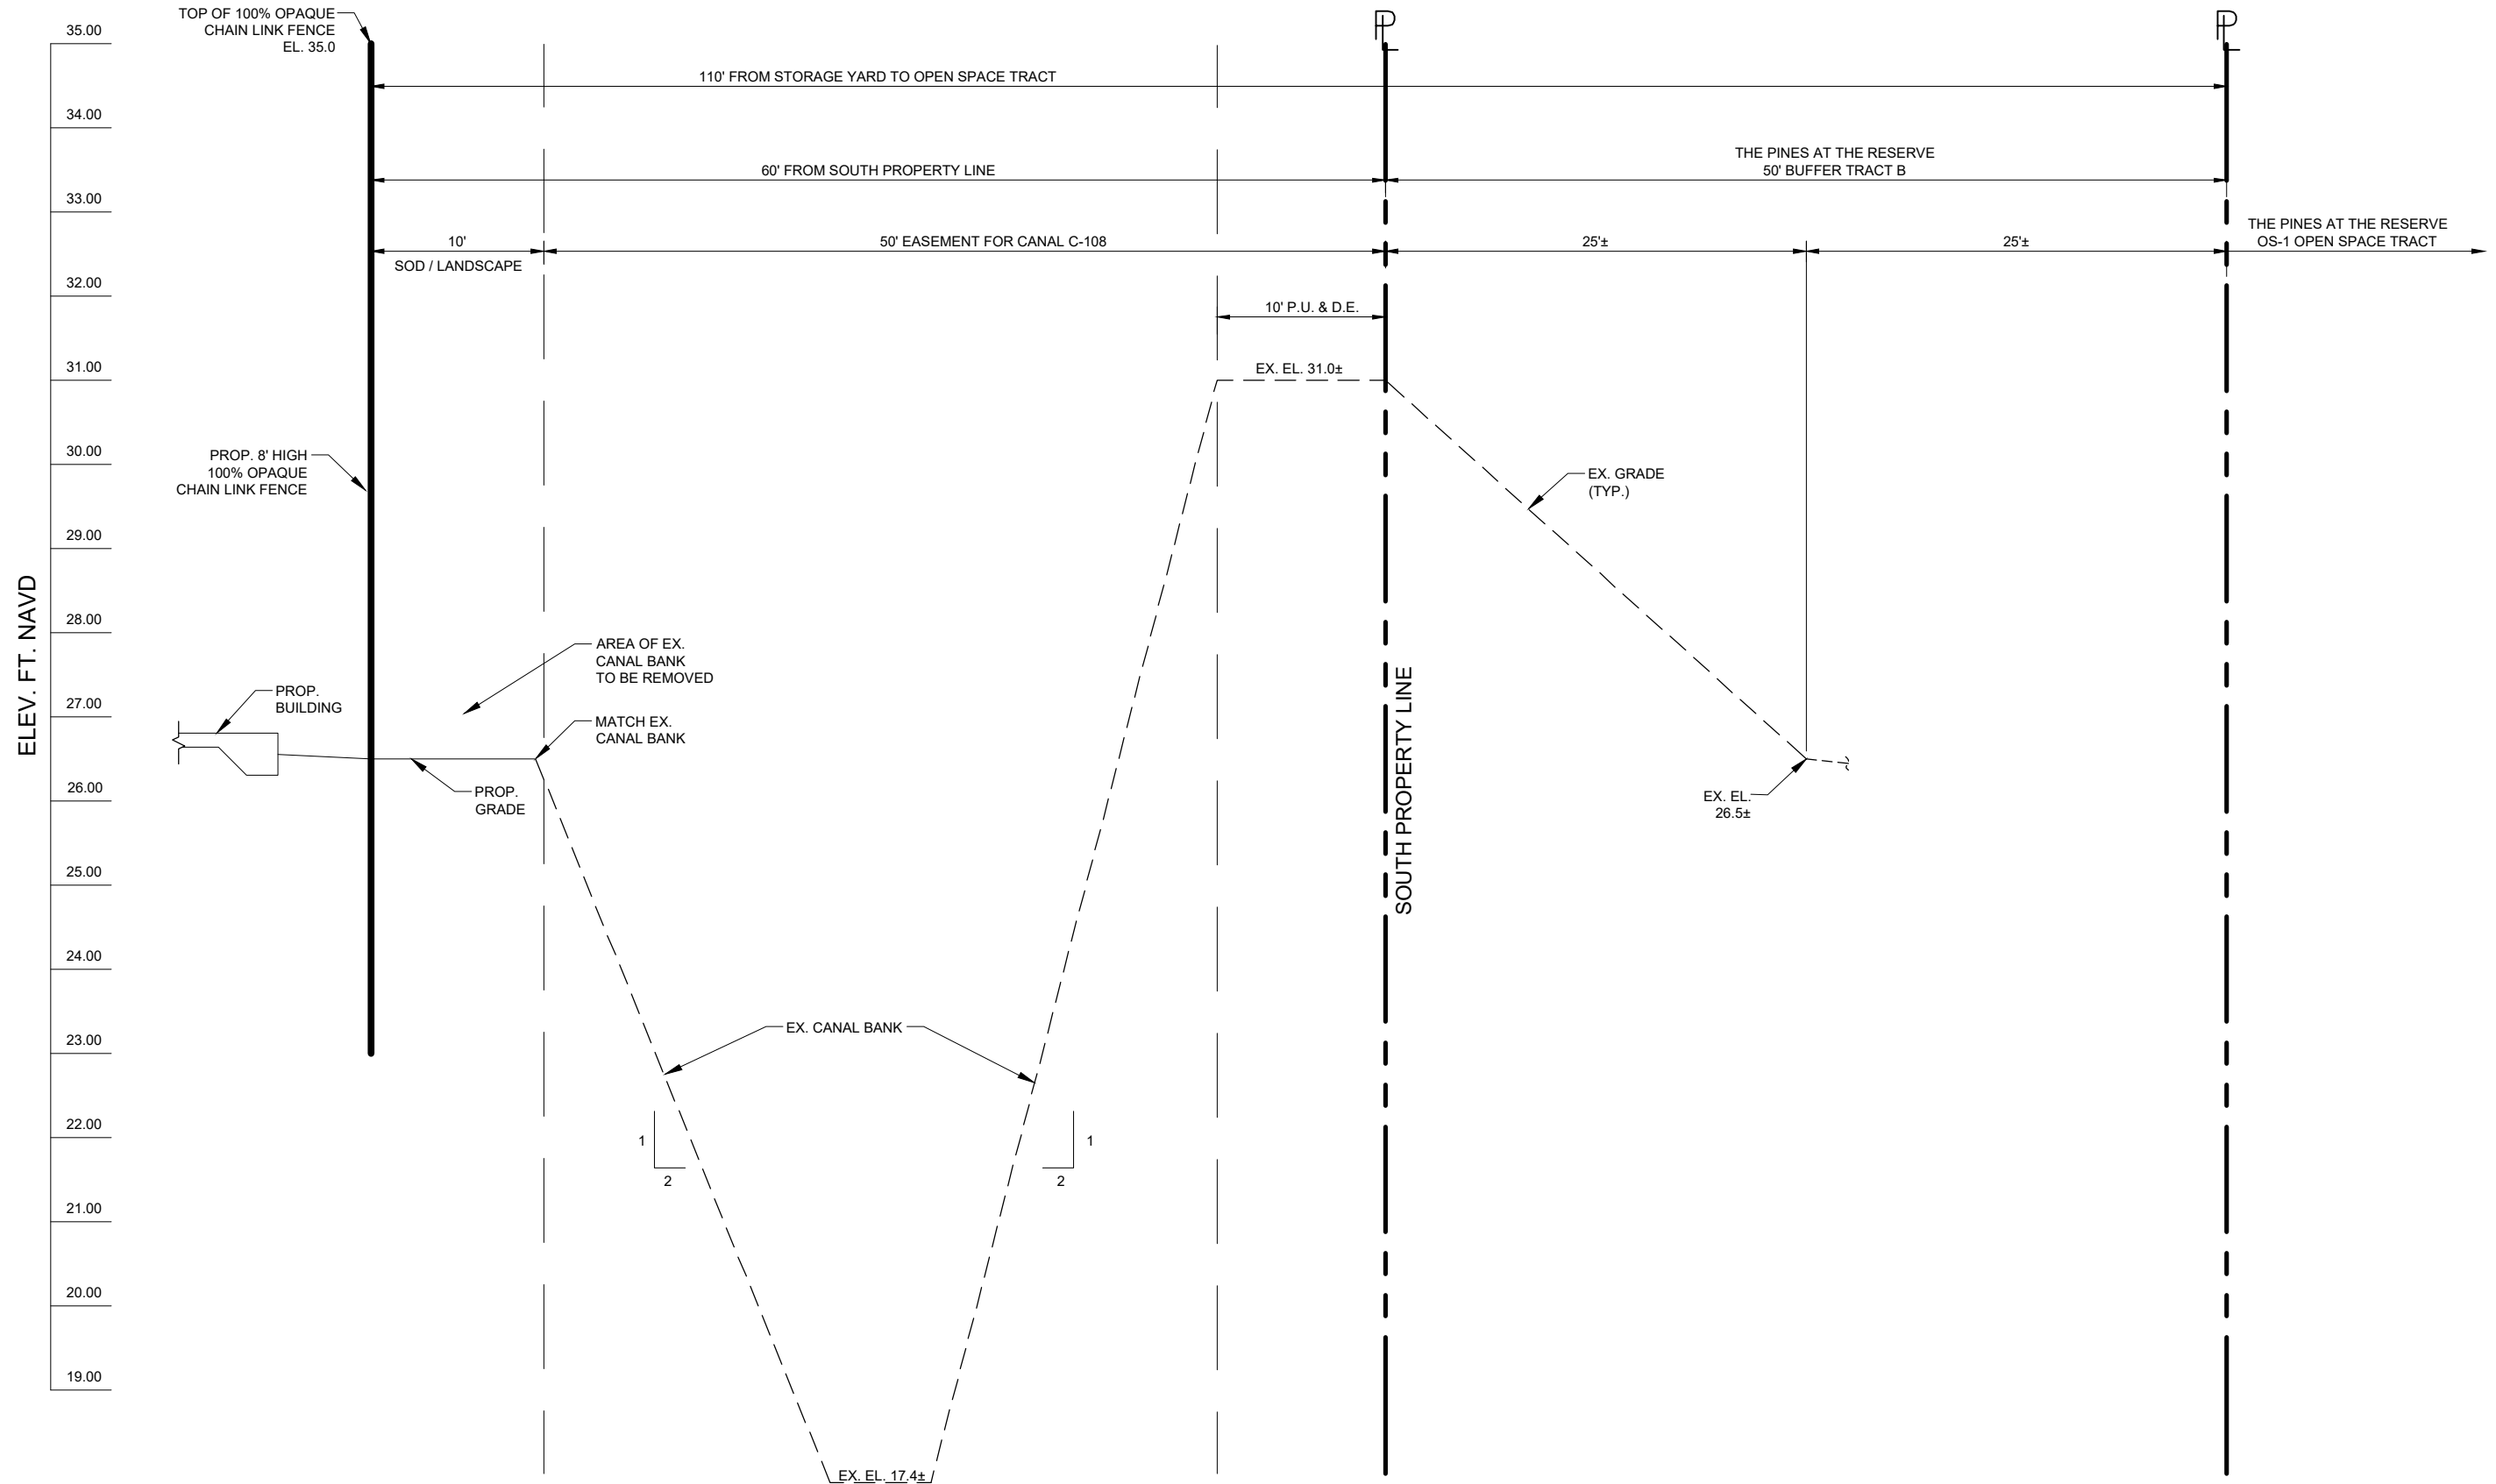 TOP OF 100% OPAQUE
CHAIN LINK FENCE
EL. 35.0
PL
PL
110' FROM STORAGE YARD TO OPEN SPACE TRACT
60' FROM SOUTH PROPERTY LINE
THE PINES AT THE RESERVE
50' BUFFER TRACT B
10'
SOD / LANDSCAPE
50' EASEMENT FOR CANAL C-108
25'±
25'±
THE PINES AT THE RESERVE
OS-1 OPEN SPACE TRACT
10' P.U. & D.E.
EX. EL. 31.0±
PROP. 8' HIGH
100% OPAQUE
CHAIN LINK FENCE
EX. GRADE
(TYP.)
AREA OF EX.
CANAL BANK
TO BE REMOVED
PROP.
BUILDING
MATCH EX.
CANAL BANK
PROP.
GRADE
EX. EL.
26.5±
SOUTH PROPERTY LINE
EX. CANAL BANK
1
2
1
2
EX. EL. 17.4±
ELEV. FT. NAVD
35.00
34.00
33.00
32.00
31.00
30.00
29.00
28.00
27.00
26.00
25.00
24.00
23.00
22.00
21.00
20.00
19.00